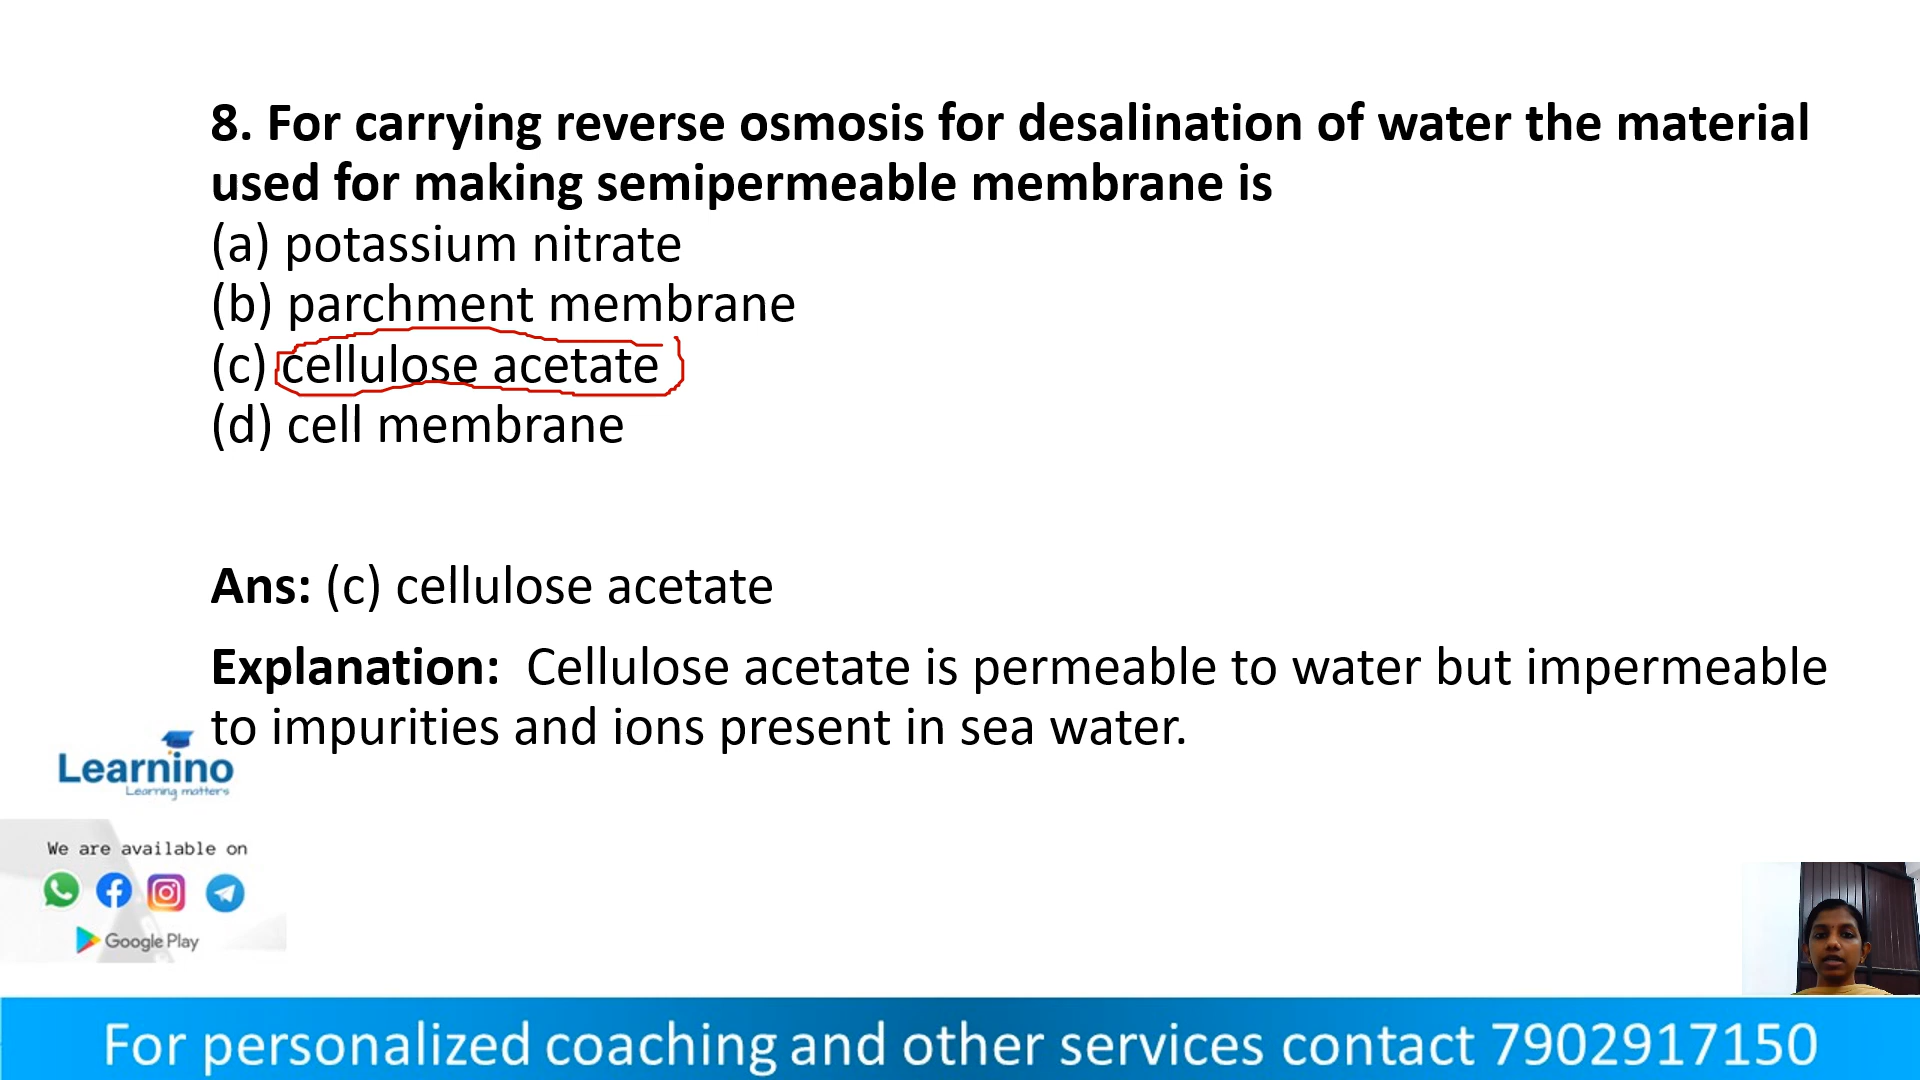 8. For carrying reverse osmosis for desalination of water the material
used for making semipermeable membrane is
(a) potassium nitrate
(b) parchment membrane
(c) cellulose acetate
(d) cell membrane
Ans: (c) cellulose acetate
Explanation: Cellulose acetate is permeable to water but impermeable
to impurities and ions present in sea water.
Learnino
Learning matters
We are available on
Google Play
For personalized coaching and other services contact 7902917150